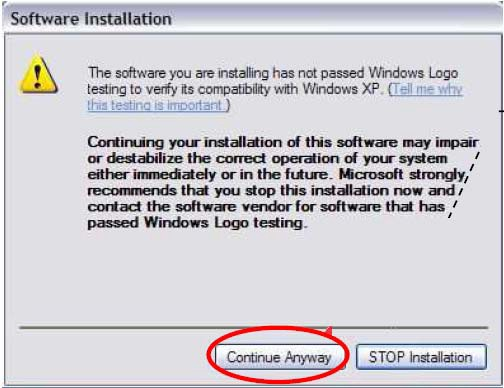 Software Installation
The software you are installing has not passed Windows Logo
testing to verify its compatibility with Windows XP. (Tell me why
this testing is important.)
Continuing your installation of this software may impair
or destabilize the correct operation of your system
either immediately or in the future. Microsoft strongly
recommends that you stop this installation now and
contact the software vendor for software that has
passed Windows Logo testing.
Continue Anyway
STOP Installation